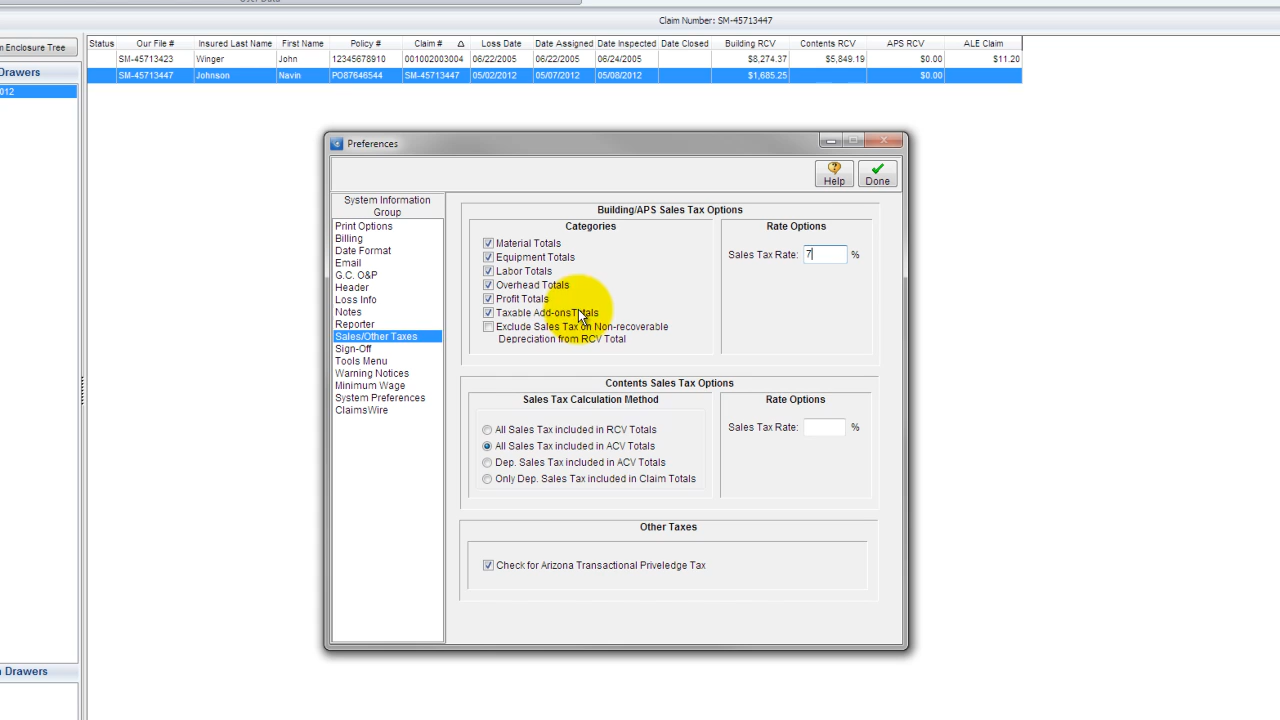 Claim Number: SM-45713447
Enclosure Tree
Status Our File # Insured Last Name First Name Policy # Claim # Loss Date Date Assigned Date Inspected Date Closed Building RCV Contents RCV APS RCV ALE Claim
SM-45713423 Winger John 12345678910 001002003004 06/22/2005 06/22/2005 06/24/2005 $8,274.37 $5,849.19 $0.00 $11.20
Drawers
SM-45713447 Johnson Navin PO87646544 SM-45713447 05/02/2012 05/07/2012 05/08/2012 $1,685.25 $0.00
012
Preferences
Help
Done
System Information
Group
Print Options
Billing
Date Format
Email
G.C. O&P
Header
Loss Info
Notes
Reporter
Sales/Other Taxes
Sign-Off
Tools Menu
Warning Notices
Minimum Wage
System Preferences
ClaimsWire
Building/APS Sales Tax Options
Categories
Material Totals
Equipment Totals
Labor Totals
Overhead Totals
Profit Totals
Taxable Add-onsTotals
Exclude Sales Tax on Non-recoverable
Depreciation from RCV Total
Rate Options
Sales Tax Rate: 7 %
Contents Sales Tax Options
Sales Tax Calculation Method
All Sales Tax included in RCV Totals
All Sales Tax included in ACV Totals
Dep. Sales Tax included in ACV Totals
Only Dep. Sales Tax included in Claim Totals
Rate Options
Sales Tax Rate: %
Other Taxes
Check for Arizona Transactional Priveledge Tax
Drawers